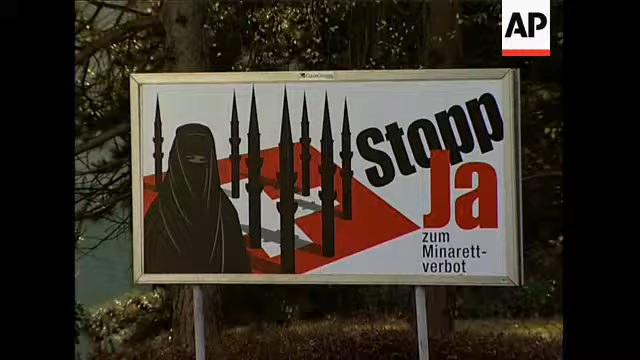 AP
Stopp
Ja
zum
Minarett-
verbot